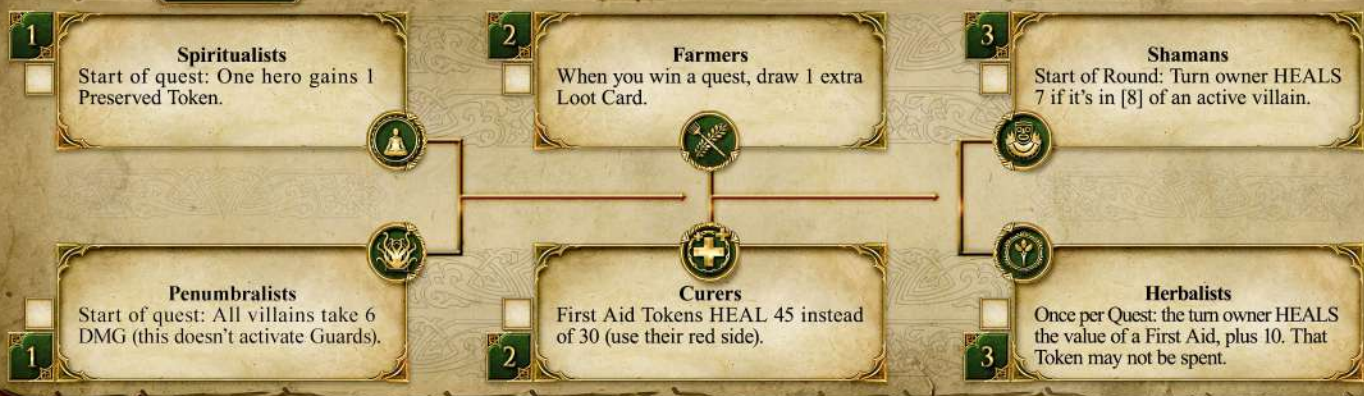 1
Spiritualists
Start of quest: One hero gains 1
Preserved Token.
2
Farmers
When you win a quest, draw 1 extra
Loot Card.
3
Shamans
Start of Round: Turn owner HEALS
7 if it's in [8] of an active villain.
1
Penumbralists
Start of quest: All villains take 6
DMG (this doesn't activate Guards).
2
Curers
First Aid Tokens HEAL 45 instead
of 30 (use their red side).
3
Herbalists
Once per Quest: the turn owner HEALS
the value of a First Aid, plus 10. That
Token may not be spent.